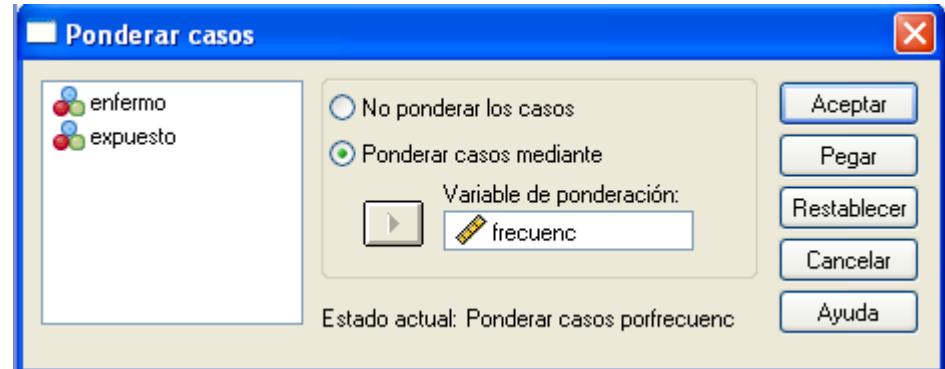 Ponderar casos
enfermo
expuesto
No ponderar los casos
Ponderar casos mediante
Variable de ponderación:
frecuenc
Estado actual: Ponderar casos porfrecuenc
Aceptar
Pegar
Restablecer
Cancelar
Ayuda